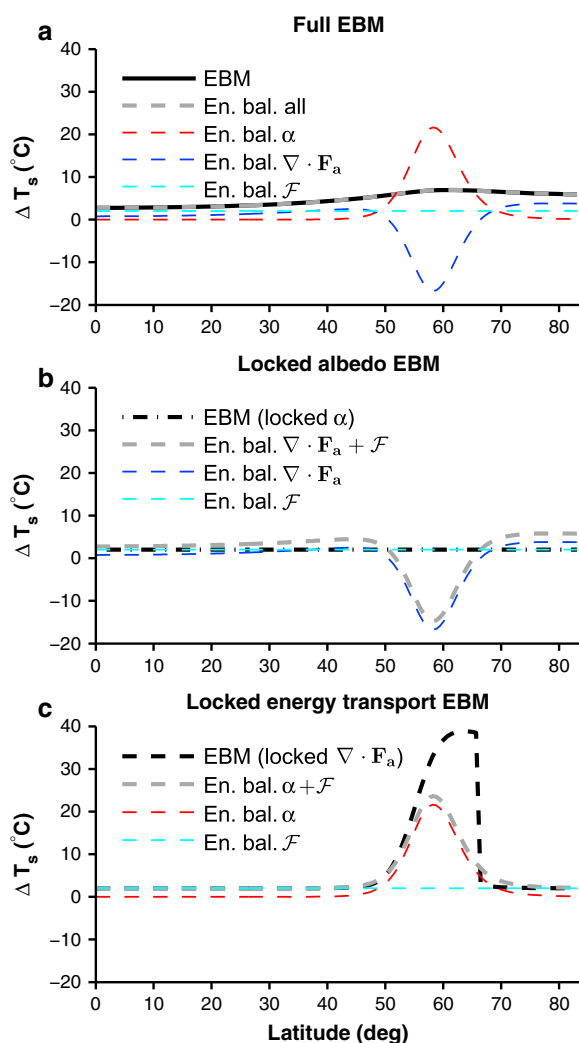 a
Full EBM
40
30
20
10
0
−10
−20
Δ Tₛ (°C)
EBM
En. bal. all
En. bal. α
En. bal. ∇ · Fₐ
En. bal. ℱ
0 10 20 30 40 50 60 70 80
b
Locked albedo EBM
40
30
20
10
0
−10
−20
Δ Tₛ (°C)
EBM (locked α)
En. bal. ∇ · Fₐ + ℱ
En. bal. ∇ · Fₐ
En. bal. ℱ
0 10 20 30 40 50 60 70 80
c
Locked energy transport EBM
40
30
20
10
0
−10
−20
Δ Tₛ (°C)
EBM (locked ∇ · Fₐ)
En. bal. α + ℱ
En. bal. α
En. bal. ℱ
0 10 20 30 40 50 60 70 80
Latitude (deg)